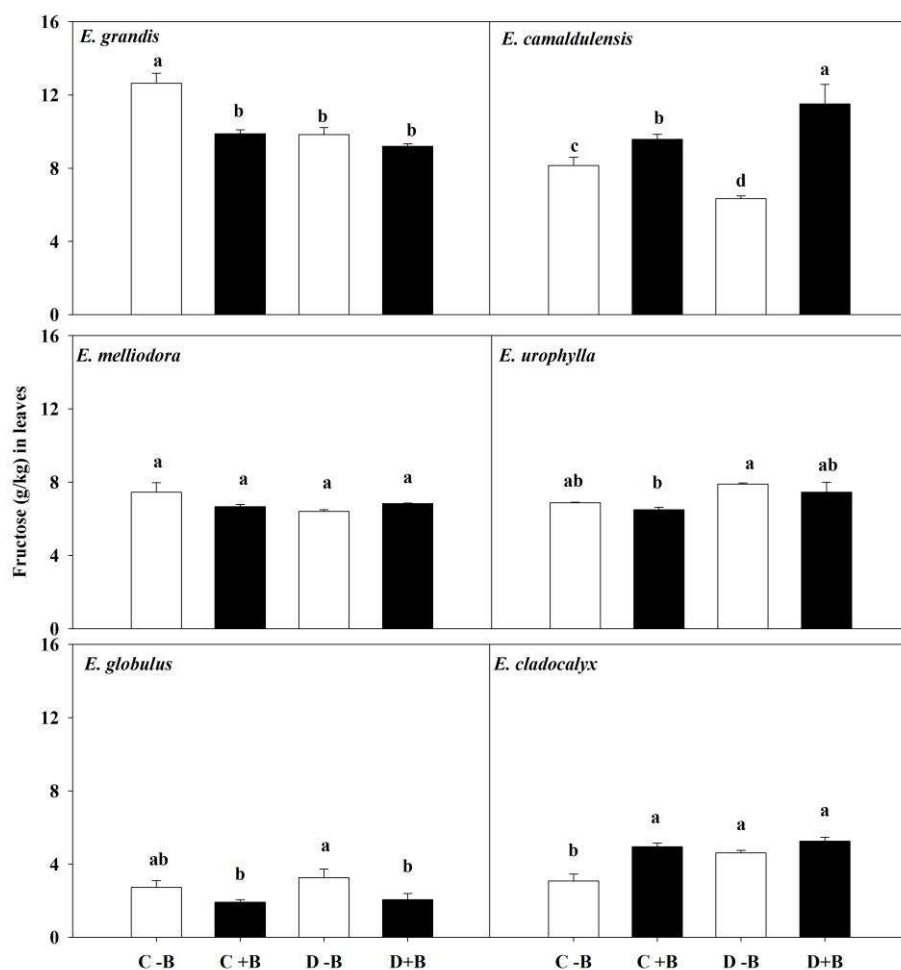 Fructose (g/kg) in leaves
16
12
8
4
0
E. grandis
a
b
b
b
E. camaldulensis
c
b
d
a
16
12
8
4
0
E. melliodora
a
a
a
a
E. urophylla
ab
b
a
ab
16
12
8
4
0
E. globulus
ab
b
a
b
E. cladocalyx
b
a
a
a
C -B C +B D -B D+B C -B C +B D -B D+B